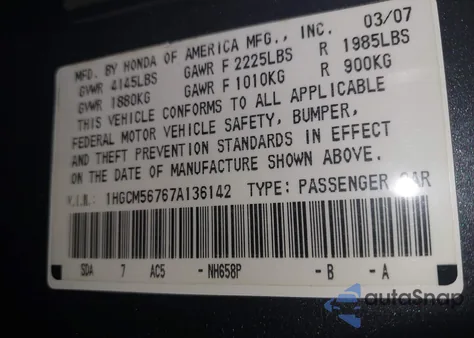 MFD. BY HONDA OF AMERICA MFG., INC. 03/07
GVWR 4145LBS GAWR F 2225LBS R 1985LBS
GVWR 1880KG GAWR F 1010KG R 900KG
THIS VEHICLE CONFORMS TO ALL APPLICABLE
FEDERAL MOTOR VEHICLE SAFETY, BUMPER,
AND THEFT PREVENTION STANDARDS IN EFFECT
ON THE DATE OF MANUFACTURE SHOWN ABOVE.
V.I.N.: 1HGCM56767A136142 TYPE: PASSENGER CAR
SDA 7 AC5 -NH658P -B -A
autoSnap